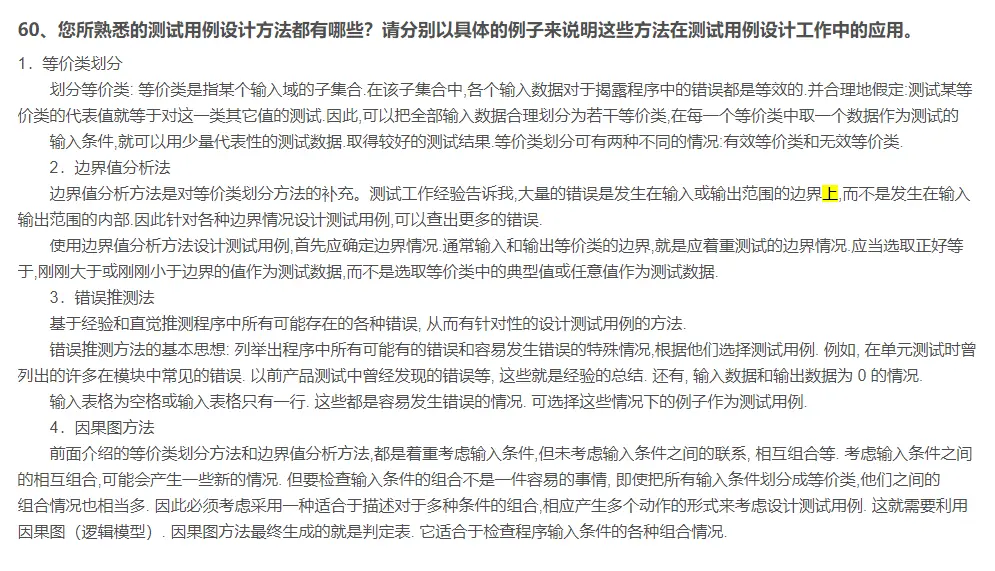 60、您所熟悉的测试用例设计方法都有哪些？请分别以具体的例子来说明这些方法在测试用例设计工作中的应用。
1．等价类划分
划分等价类: 等价类是指某个输入域的子集合.在该子集合中,各个输入数据对于揭露程序中的错误都是等效的.并合理地假定:测试某等
价类的代表值就等于对这一类其它值的测试.因此,可以把全部输入数据合理划分为若干等价类,在每一个等价类中取一个数据作为测试的
输入条件,就可以用少量代表性的测试数据.取得较好的测试结果.等价类划分可有两种不同的情况:有效等价类和无效等价类.
2．边界值分析法
边界值分析方法是对等价类划分方法的补充。测试工作经验告诉我,大量的错误是发生在输入或输出范围的边界上,而不是发生在输入
输出范围的内部.因此针对各种边界情况设计测试用例,可以查出更多的错误.
使用边界值分析方法设计测试用例,首先应确定边界情况.通常输入和输出等价类的边界,就是应着重测试的边界情况.应当选取正好等
于,刚刚大于或刚刚小于边界的值作为测试数据,而不是选取等价类中的典型值或任意值作为测试数据.
3．错误推测法
基于经验和直觉推测程序中所有可能存在的各种错误, 从而有针对性的设计测试用例的方法.
错误推测方法的基本思想: 列举出程序中所有可能有的错误和容易发生错误的特殊情况,根据他们选择测试用例. 例如, 在单元测试时曾
列出的许多在模块中常见的错误. 以前产品测试中曾经发现的错误等, 这些就是经验的总结. 还有, 输入数据和输出数据为 0 的情况.
输入表格为空格或输入表格只有一行. 这些都是容易发生错误的情况. 可选择这些情况下的例子作为测试用例.
4．因果图方法
前面介绍的等价类划分方法和边界值分析方法,都是着重考虑输入条件,但未考虑输入条件之间的联系, 相互组合等. 考虑输入条件之间
的相互组合,可能会产生一些新的情况. 但要检查输入条件的组合不是一件容易的事情, 即使把所有输入条件划分成等价类,他们之间的
组合情况也相当多. 因此必须考虑采用一种适合于描述对于多种条件的组合,相应产生多个动作的形式来考虑设计测试用例. 这就需要利用
因果图（逻辑模型）. 因果图方法最终生成的就是判定表. 它适合于检查程序输入条件的各种组合情况.